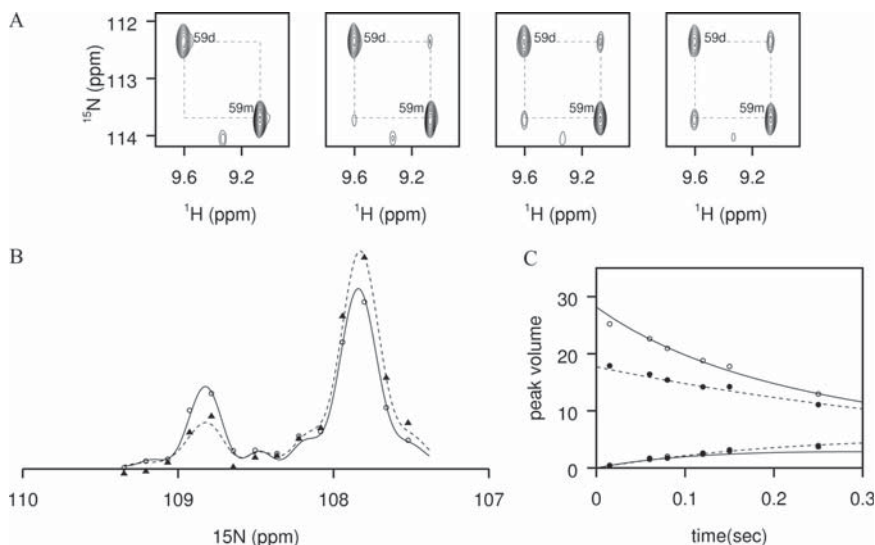 A
112
113
114
¹⁵N (ppm)
59d
59m
59d
59m
59d
59m
59d
59m
9.6 9.2
9.6 9.2
9.6 9.2
9.6 9.2
¹H (ppm)
¹H (ppm)
¹H (ppm)
¹H (ppm)
B
110 109 108 107
15N (ppm)
C
peak volume
30
20
10
0
0 0.1 0.2 0.3
time(sec)